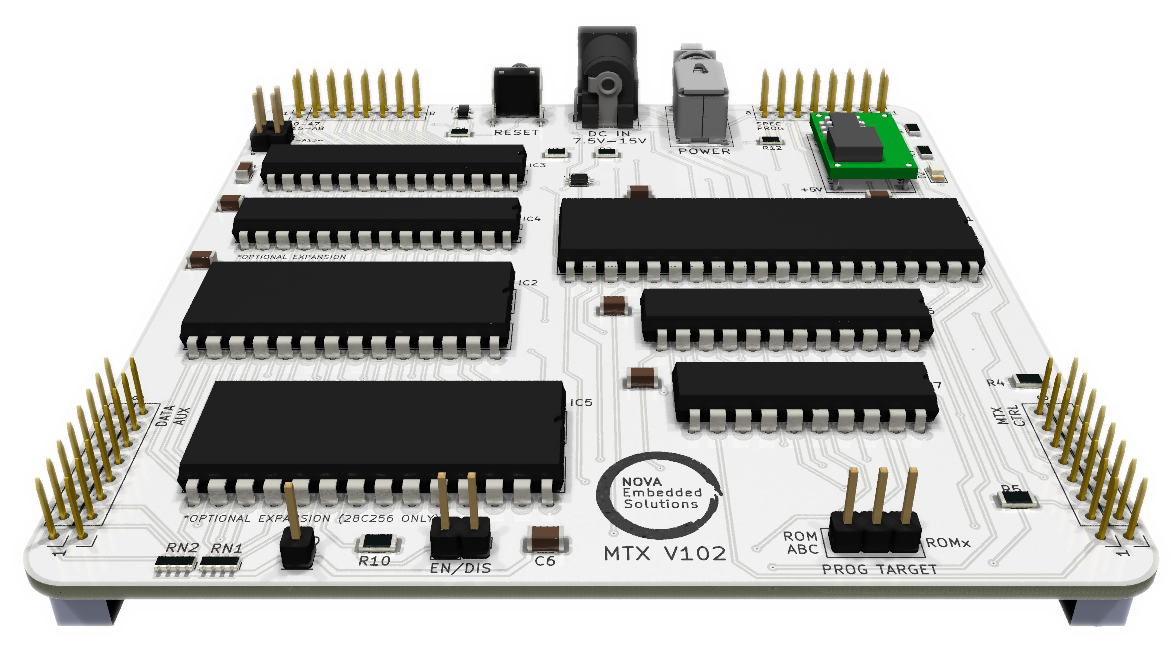 RESET
DC IN
7.5V—15V
POWER
SPEC
PROG
R12
+5V
IC3
IC4
*OPTIONAL EXPANSION
IC2
IC5
DATA
AUX
R4
MTX
CTRL
R5
NOVA
Embedded
Solutions
MTX V102
*OPTIONAL EXPANSION (28C256 ONLY
RN2
RN1
R10
EN/DIS
C6
ROM
ABC
ROMx
PROG TARGET
1
1